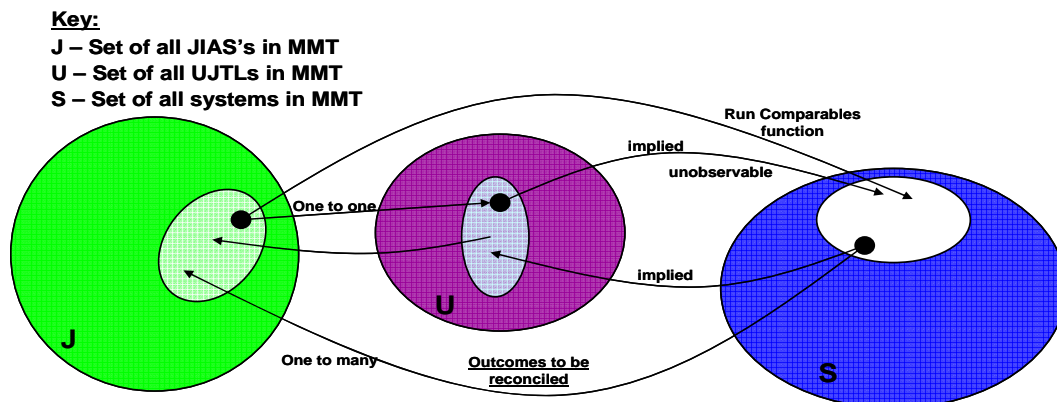 Key:
J – Set of all JIAS's in MMT
U – Set of all UJTLs in MMT
S – Set of all systems in MMT
Run Comparables
function
implied
unobservable
One to one
implied
U
J
One to many
Outcomes to be
reconciled
S